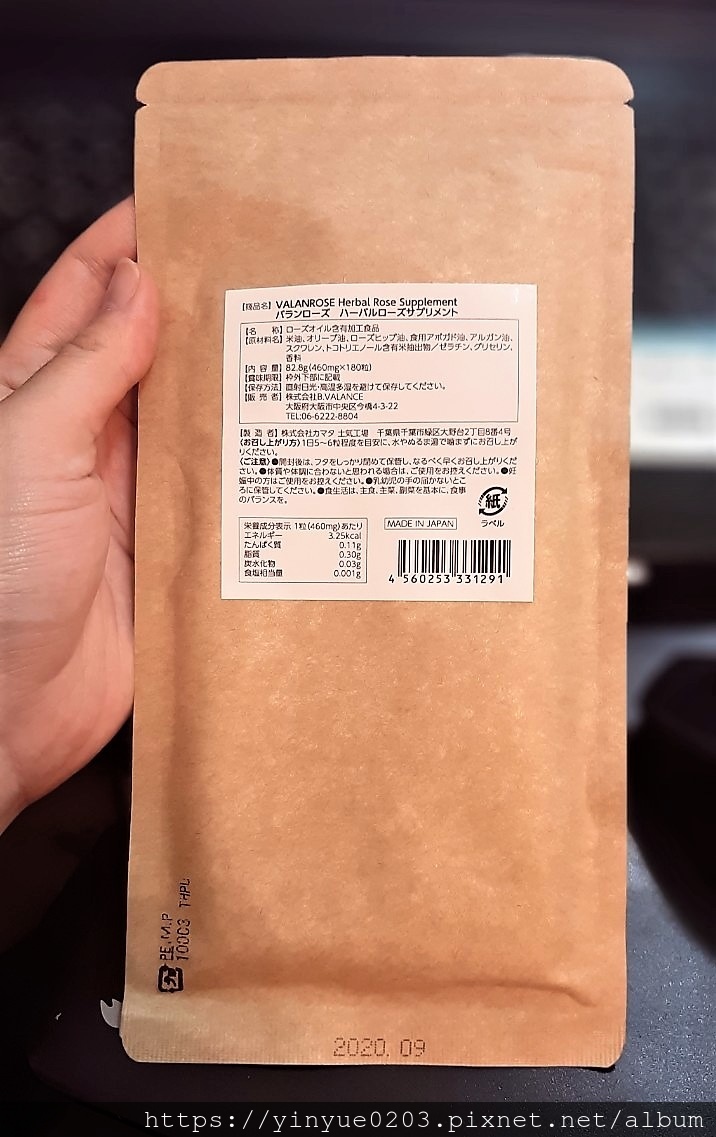 【商品名】VALANROSE Herbal Rose Supplement
バランローズ ハーバルローズサプリメント
【名 称】ローズオイル含有加工食品
【原材料名】米油、オリーブ油、ローズヒップ油、食用アボガド油、アルガン油、
スクワレン、トコトリエノール含有米抽出物／ゼラチン、グリセリン、
香料
【内 容 量】82.8g(460mg×180粒)
【賞味期限】枠外下部に記載
【保存方法】直射日光・高温多湿を避けて保存してください。
【販 売 者】株式会社B.VALANCE
大阪府大阪市中央区今橋4-3-22
TEL:06-6222-8804
【製 造 者】株式会社カマタ 土気工場 千葉県千葉市緑区大野台2丁目8番4号
〈お召し上がり方〉1日5～6粒程度を目安に、水やぬるま湯で噛まずにお召し上が
りください。
〈ご注意〉●開封後は、フタをしっかり閉めて保管し、なるべく早くお召し上がりくだ
さい。●体質や体調に合わないと思われる場合は、ご使用をお控えください。●妊
娠中の方はご使用をお控えください。●乳幼児の手の届かないとこ
ろに保管してください。●食生活は、主食、主菜、副菜を基本に、食事
のバランスを。
紙
ラベル
栄養成分表示 1粒(460mg)あたり
エネルギー 3.25kcal
たんぱく質 0.11g
脂質 0.30g
炭水化物 0.03g
食塩相当量 0.001g
MADE IN JAPAN
4 560253 331291
PE,M,P
10003 THPU
2020. 09
https://yinyue0203.pixnet.net/album